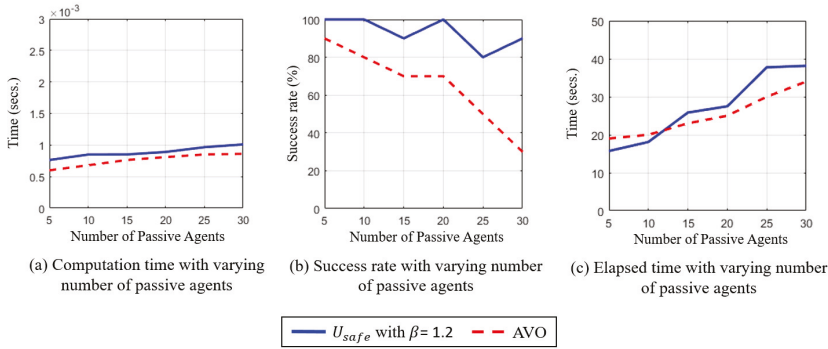 3 ×10⁻³
2.5
2
1.5
1
0.5
0
5 10 15 20 25 30
Time (secs.)
Number of Passive Agents
(a) Computation time with varying
number of passive agents
100
80
60
40
20
0
5 10 15 20 25 30
Success rate (%)
Number of Passive Agents
(b) Success rate with varying number
of passive agents
50
40
30
20
10
0
5 10 15 20 25 30
Time (secs.)
Number of Passive Agents
(c) Elapsed time with varying number
of passive agents
U_safe with β= 1.2 AVO